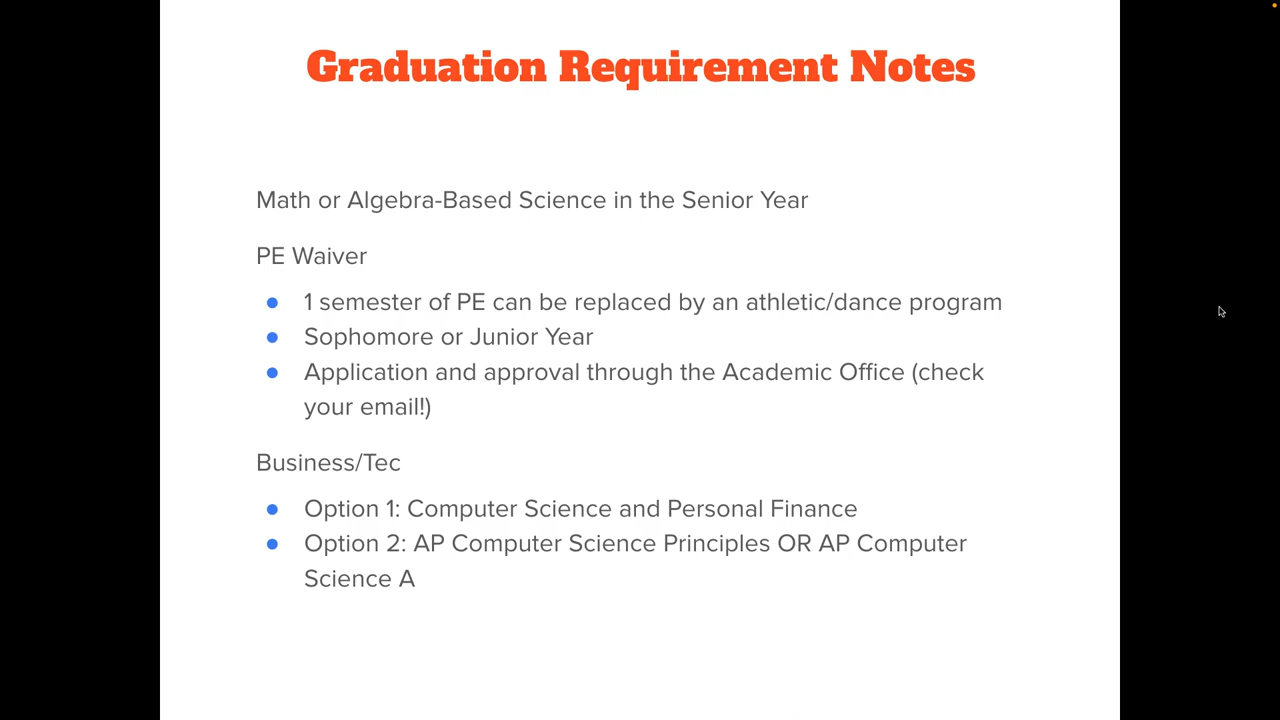 Graduation Requirement Notes
Math or Algebra-Based Science in the Senior Year
PE Waiver
● 1 semester of PE can be replaced by an athletic/dance program
● Sophomore or Junior Year
● Application and approval through the Academic Office (check
your email!)
Business/Tec
● Option 1: Computer Science and Personal Finance
● Option 2: AP Computer Science Principles OR AP Computer
Science A